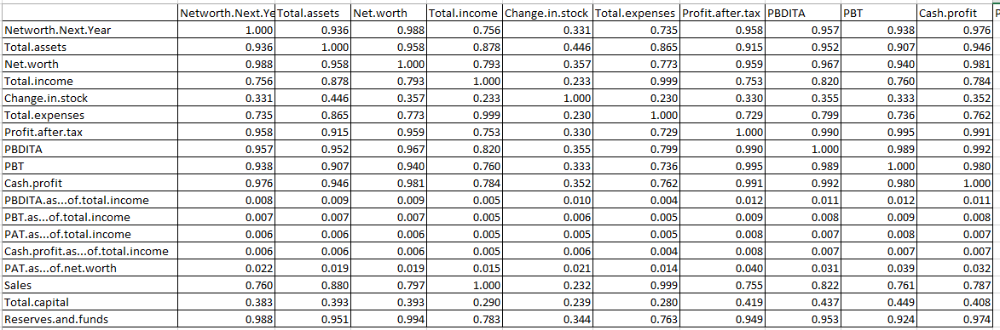 Networth.Next.Ye Total.assets Net.worth Total.income Change.in.stock Total.expenses Profit.after.tax PBDITA PBT Cash.profit P
Networth.Next.Year 1.000 0.936 0.988 0.756 0.331 0.735 0.958 0.957 0.938 0.976
Total.assets 0.936 1.000 0.958 0.878 0.446 0.865 0.915 0.952 0.907 0.946
Net.worth 0.988 0.958 1.000 0.793 0.357 0.773 0.959 0.967 0.940 0.981
Total.income 0.756 0.878 0.793 1.000 0.233 0.999 0.753 0.820 0.760 0.784
Change.in.stock 0.331 0.446 0.357 0.233 1.000 0.230 0.330 0.355 0.333 0.352
Total.expenses 0.735 0.865 0.773 0.999 0.230 1.000 0.729 0.799 0.736 0.762
Profit.after.tax 0.958 0.915 0.959 0.753 0.330 0.729 1.000 0.990 0.995 0.991
PBDITA 0.957 0.952 0.967 0.820 0.355 0.799 0.990 1.000 0.989 0.992
PBT 0.938 0.907 0.940 0.760 0.333 0.736 0.995 0.989 1.000 0.980
Cash.profit 0.976 0.946 0.981 0.784 0.352 0.762 0.991 0.992 0.980 1.000
PBDITA.as...of.total.income 0.008 0.009 0.009 0.005 0.010 0.004 0.012 0.011 0.012 0.011
PBT.as...of.total.income 0.007 0.007 0.007 0.005 0.006 0.005 0.009 0.008 0.009 0.008
PAT.as...of.total.income 0.006 0.006 0.006 0.005 0.005 0.005 0.008 0.007 0.008 0.007
Cash.profit.as...of.total.income 0.006 0.006 0.006 0.005 0.006 0.004 0.008 0.007 0.007 0.007
PAT.as...of.net.worth 0.022 0.019 0.019 0.015 0.021 0.014 0.040 0.031 0.039 0.032
Sales 0.760 0.880 0.797 1.000 0.232 0.999 0.755 0.822 0.761 0.787
Total.capital 0.383 0.393 0.393 0.290 0.239 0.280 0.419 0.437 0.449 0.408
Reserves.and.funds 0.988 0.951 0.994 0.783 0.344 0.763 0.949 0.953 0.924 0.974